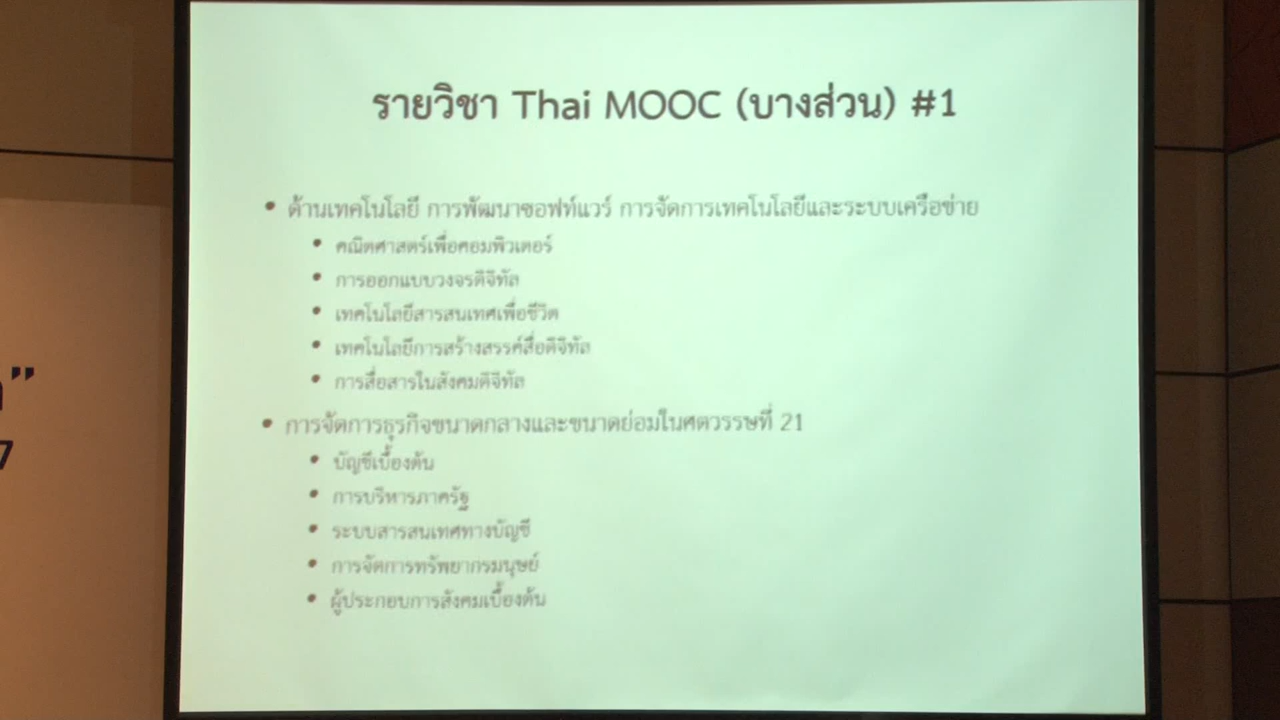 รายวิชา Thai MOOC (บางส่วน) #1
• ด้านเทคโนโลยี การพัฒนาซอฟท์แวร์ การจัดการเทคโนโลยีและระบบเครือข่าย
• คณิตศาสตร์เพื่อคอมพิวเตอร์
• การออกแบบวงจรดิจิทัล
• เทคโนโลยีสารสนเทศเพื่อชีวิต
• เทคโนโลยีการสร้างสรรค์สื่อดิจิทัล
• การสื่อสารในสังคมดิจิทัล
• การจัดการธุรกิจขนาดกลางและขนาดย่อมในศตวรรษที่ 21
• บัญชีเบื้องต้น
• การบริหารภาครัฐ
• ระบบสารสนเทศทางบัญชี
• การจัดการทรัพยากรมนุษย์
• ผู้ประกอบการสังคมเบื้องต้น
7